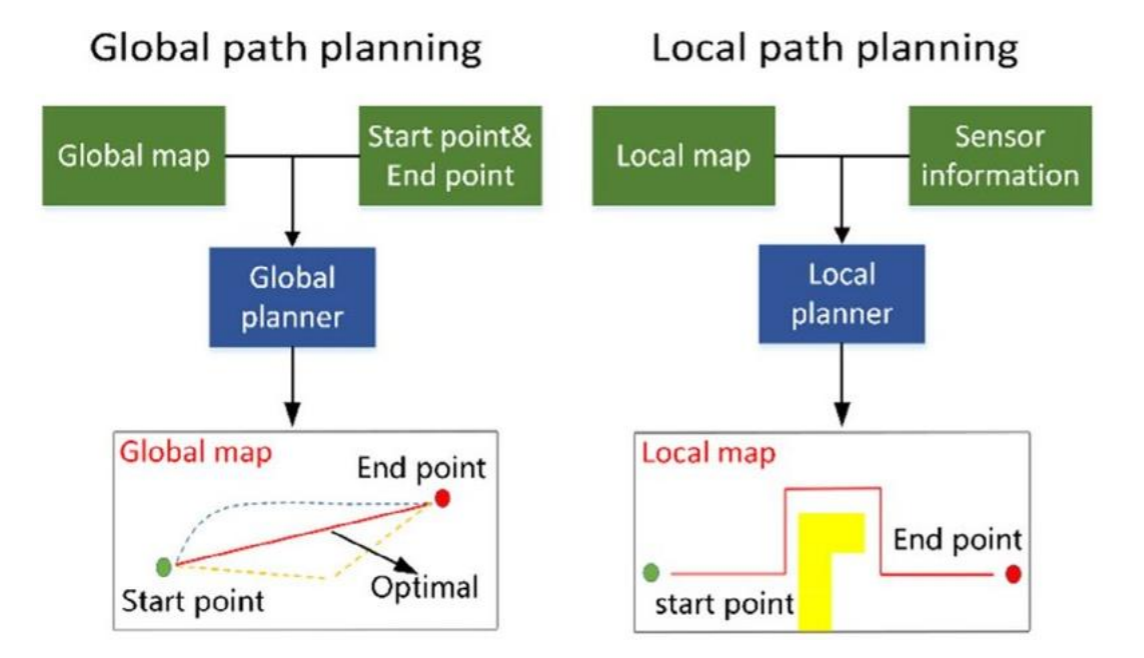 Global path planning
Global map
Start point&
End point
Global
planner
Global map
End point
Start point
Optimal
Local path planning
Local map
Sensor
information
Local
planner
Local map
End point
start point